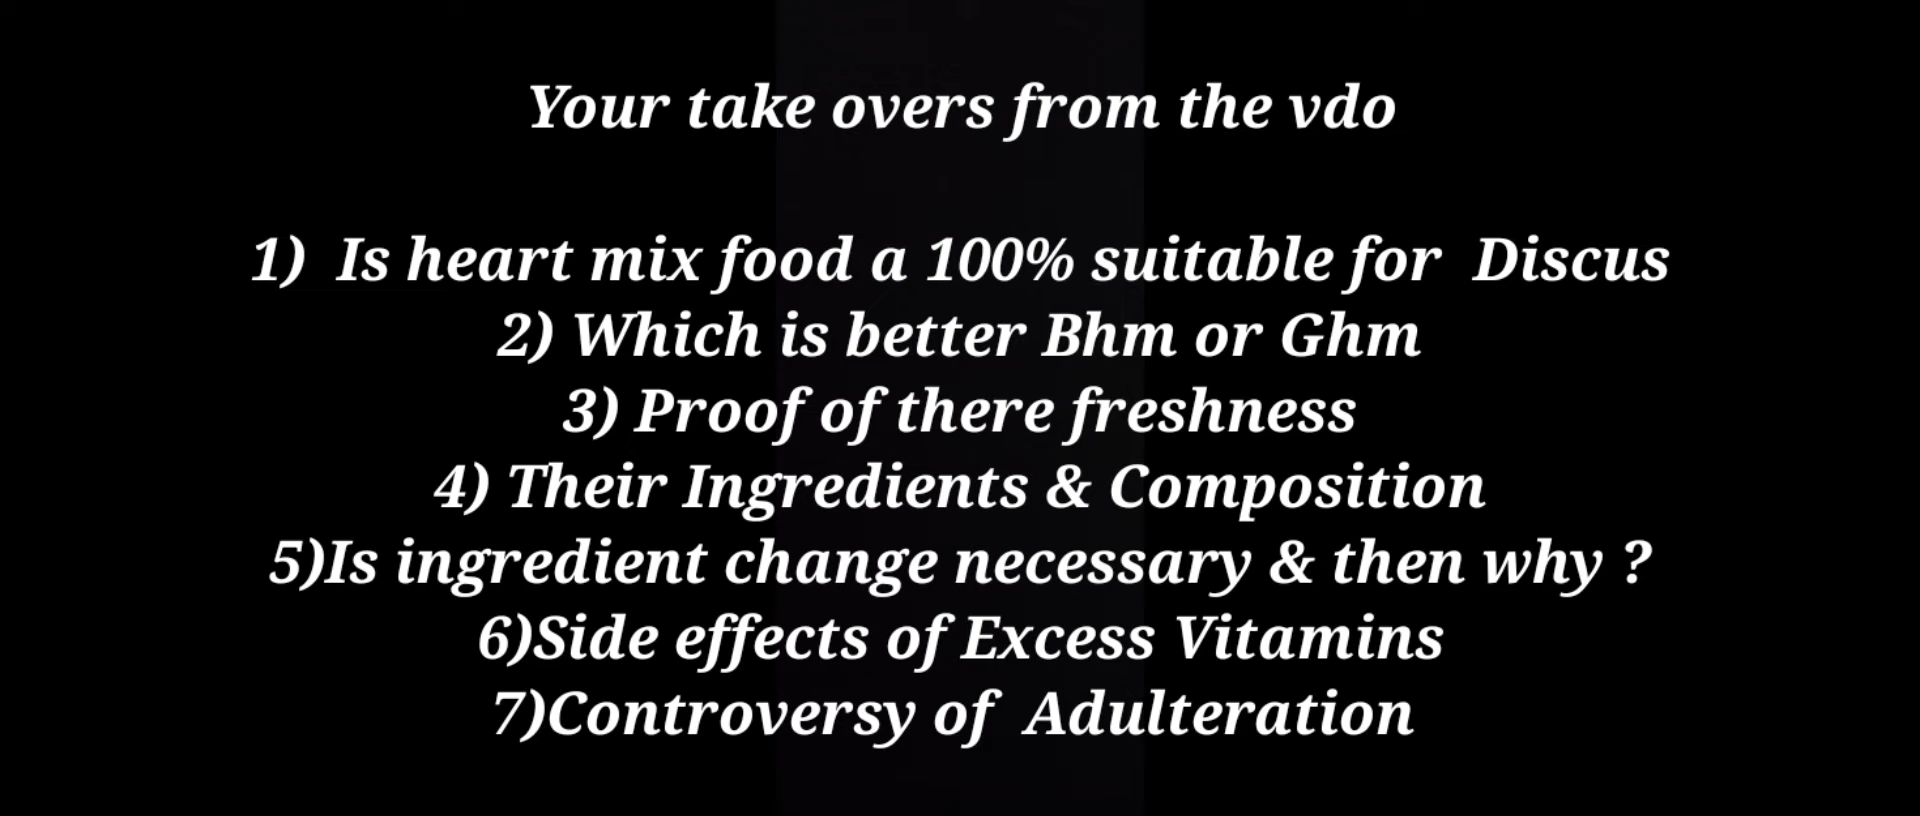 Your take overs from the vdo
1) Is heart mix food a 100% suitable for Discus
2) Which is better Bhm or Ghm
3) Proof of there freshness
4) Their Ingredients & Composition
5)Is ingredient change necessary & then why ?
6)Side effects of Excess Vitamins
7)Controversy of Adulteration